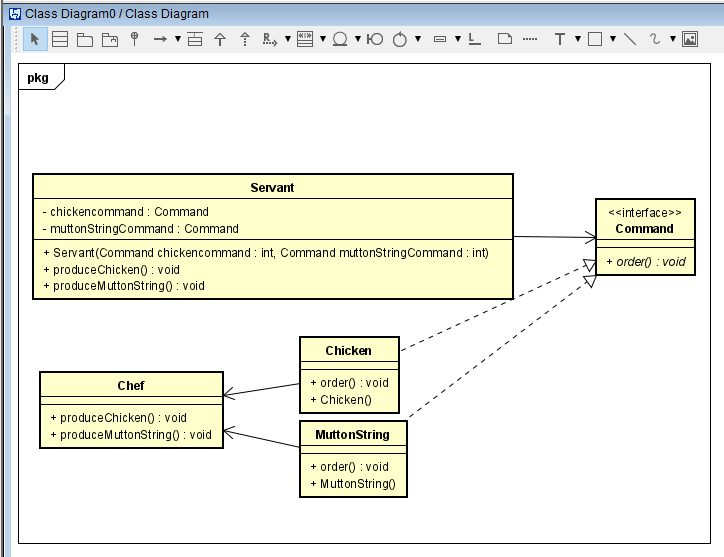 Class Diagram0 / Class Diagram
pkg
Servant
- chickencommand : Command
- muttonStringCommand : Command
+ Servant(Command chickencommand : int, Command muttonStringCommand : int)
+ produceChicken() : void
+ produceMuttonString() : void
<<interface>>
Command
+ order() : void
Chicken
+ order() : void
+ Chicken()
Chef
+ produceChicken() : void
+ produceMuttonString() : void
MuttonString
+ order() : void
+ MuttonString()